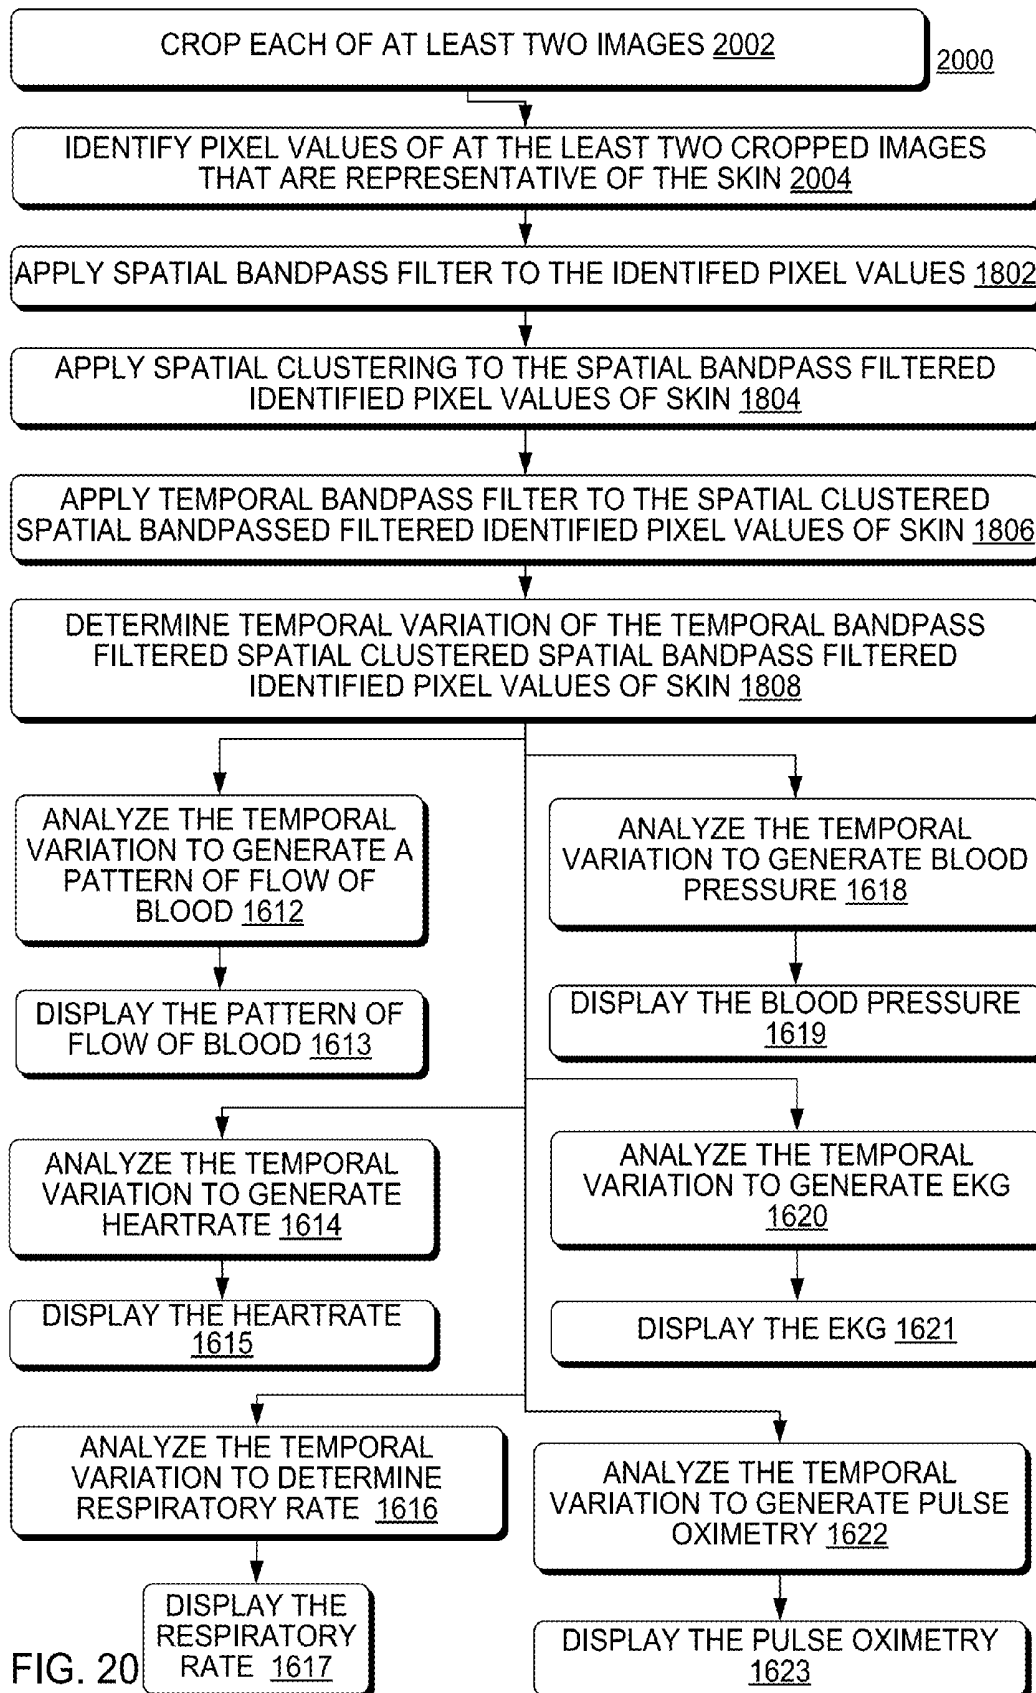 CROP EACH OF AT LEAST TWO IMAGES 2002
2000
IDENTIFY PIXEL VALUES OF AT THE LEAST TWO CROPPED IMAGES
THAT ARE REPRESENTATIVE OF THE SKIN 2004
APPLY SPATIAL BANDPASS FILTER TO THE IDENTIFED PIXEL VALUES 1802
APPLY SPATIAL CLUSTERING TO THE SPATIAL BANDPASS FILTERED
IDENTIFIED PIXEL VALUES OF SKIN 1804
APPLY TEMPORAL BANDPASS FILTER TO THE SPATIAL CLUSTERED
SPATIAL BANDPASSED FILTERED IDENTIFIED PIXEL VALUES OF SKIN 1806
DETERMINE TEMPORAL VARIATION OF THE TEMPORAL BANDPASS
FILTERED SPATIAL CLUSTERED SPATIAL BANDPASS FILTERED
IDENTIFIED PIXEL VALUES OF SKIN 1808
ANALYZE THE TEMPORAL
VARIATION TO GENERATE A
PATTERN OF FLOW OF
BLOOD 1612
DISPLAY THE PATTERN OF
FLOW OF BLOOD 1613
ANALYZE THE TEMPORAL
VARIATION TO GENERATE BLOOD
PRESSURE 1618
DISPLAY THE BLOOD PRESSURE
1619
ANALYZE THE TEMPORAL
VARIATION TO GENERATE
HEARTRATE 1614
DISPLAY THE HEARTRATE
1615
ANALYZE THE TEMPORAL
VARIATION TO GENERATE EKG
1620
DISPLAY THE EKG 1621
ANALYZE THE TEMPORAL
VARIATION TO DETERMINE
RESPIRATORY RATE 1616
DISPLAY THE
RESPIRATORY
RATE 1617
ANALYZE THE TEMPORAL
VARIATION TO GENERATE PULSE
OXIMETRY 1622
DISPLAY THE PULSE OXIMETRY
1623
FIG. 20